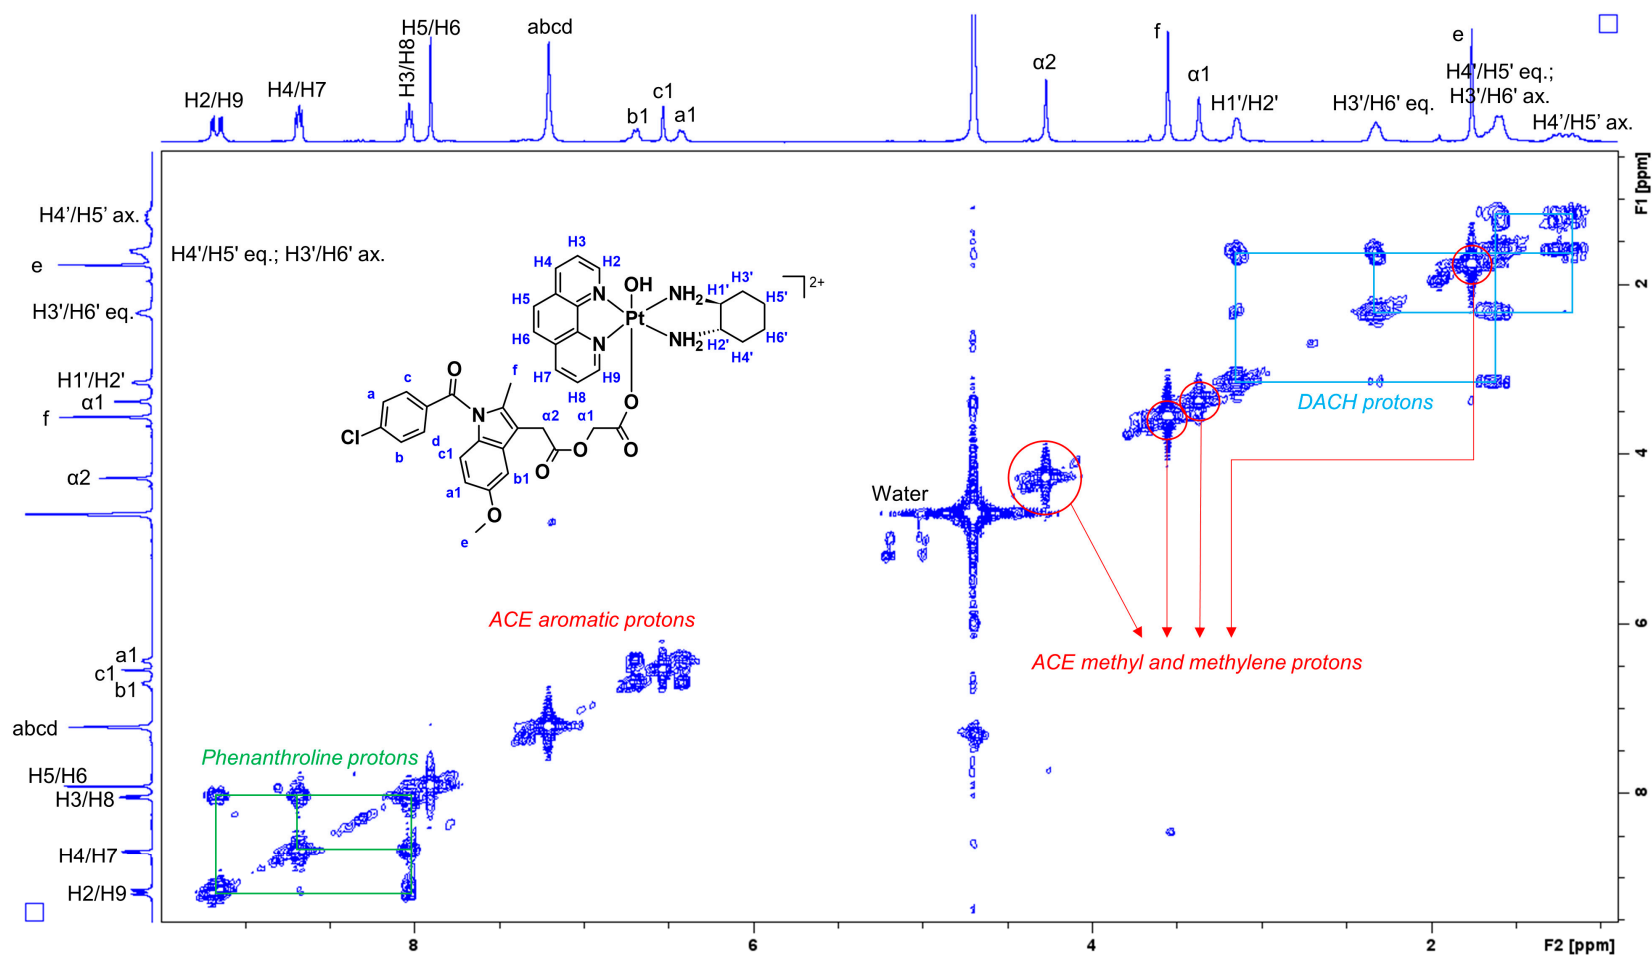 H2/H9
H4/H7
H3/H8
H5/H6
abcd
b1
c1
a1
α2
f
α1
H1'/H2'
H3'/H6' eq.
e
H4'/H5' eq.;
H3'/H6' ax.
H4'/H5' ax.
H4’/H5’ ax.
e
H3'/H6' eq.
H1'/H2'
α1
f
α2
a1
c1
b1
abcd
H5/H6
H3/H8
H4/H7
H2/H9
H4'/H5' eq.; H3'/H6' ax.
H3
H4
H2
H5
H6
H7
H8
H9
N
N
OH
Pt
NH2
NH2
H1'
H2'
H3'
H4'
H5'
H6'
2+
O
O
O
O
O
O
N
Cl
a
b
c
d
a1
b1
c1
e
f
α2
α1
DACH protons
Water
ACE aromatic protons
ACE methyl and methylene protons
Phenanthroline protons
F1 [ppm]
2
4
6
8
8
6
4
2
F2 [ppm]